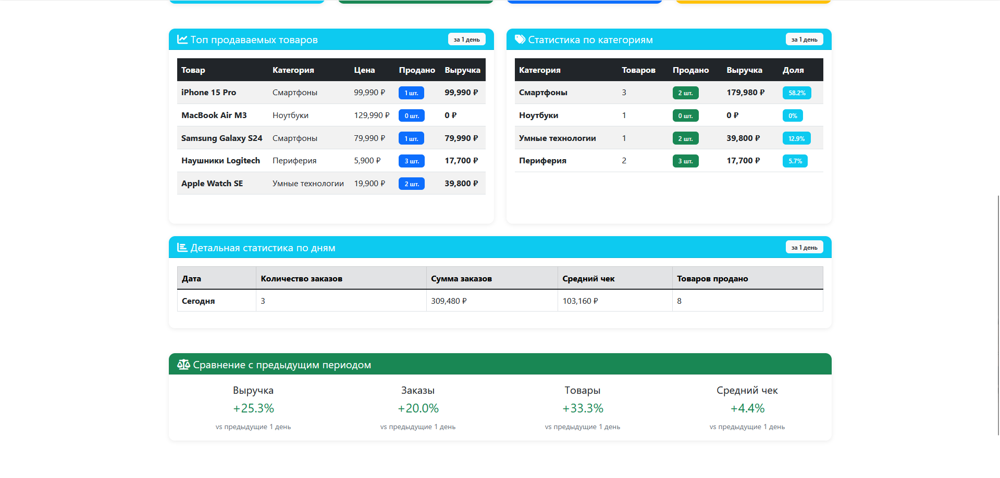 Топ продаваемых товаров за 1 день
Товар Категория Цена Продано Выручка
iPhone 15 Pro Смартфоны 99,990 ₽ 1 шт. 99,990 ₽
MacBook Air M3 Ноутбуки 129,990 ₽ 0 шт. 0 ₽
Samsung Galaxy S24 Смартфоны 79,990 ₽ 1 шт. 79,990 ₽
Наушники Logitech Периферия 5,900 ₽ 3 шт. 17,700 ₽
Apple Watch SE Умные технологии 19,900 ₽ 2 шт. 39,800 ₽
Статистика по категориям за 1 день
Категория Товаров Продано Выручка Доля
Смартфоны 3 2 шт. 179,980 ₽ 58.2%
Ноутбуки 1 0 шт. 0 ₽ 0%
Умные технологии 1 2 шт. 39,800 ₽ 12.9%
Периферия 2 3 шт. 17,700 ₽ 5.7%
Детальная статистика по дням за 1 день
Дата Количество заказов Сумма заказов Средний чек Товаров продано
Сегодня 3 309,480 ₽ 103,160 ₽ 8
Сравнение с предыдущим периодом
Выручка Заказы Товары Средний чек
+25.3% +20.0% +33.3% +4.4%
vs предыдущие 1 день vs предыдущие 1 день vs предыдущие 1 день vs предыдущие 1 день